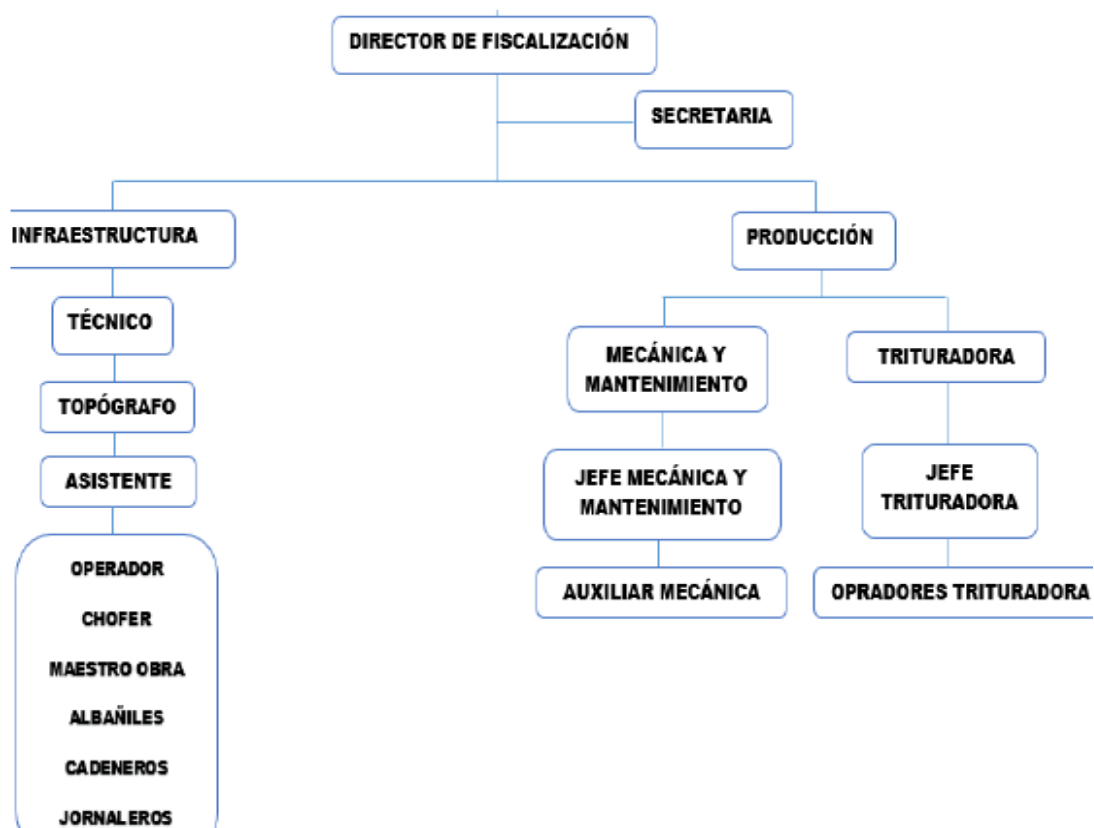 DIRECTOR DE FISCALIZACIÓN
SECRETARIA
INFRAESTRUCTURA
PRODUCCIÓN
TÉCNICO
TOPÓGRAFO
ASISTENTE
OPERADOR
CHOFER
MAESTRO OBRA
ALBAÑILES
CADENEROS
JORNALEROS
MECÁNICA Y
MANTENIMIENTO
JEFE MECÁNICA Y
MANTENIMIENTO
AUXILIAR MECÁNICA
TRITURADORA
JEFE
TRITURADORA
OPRADORES TRITURADORA